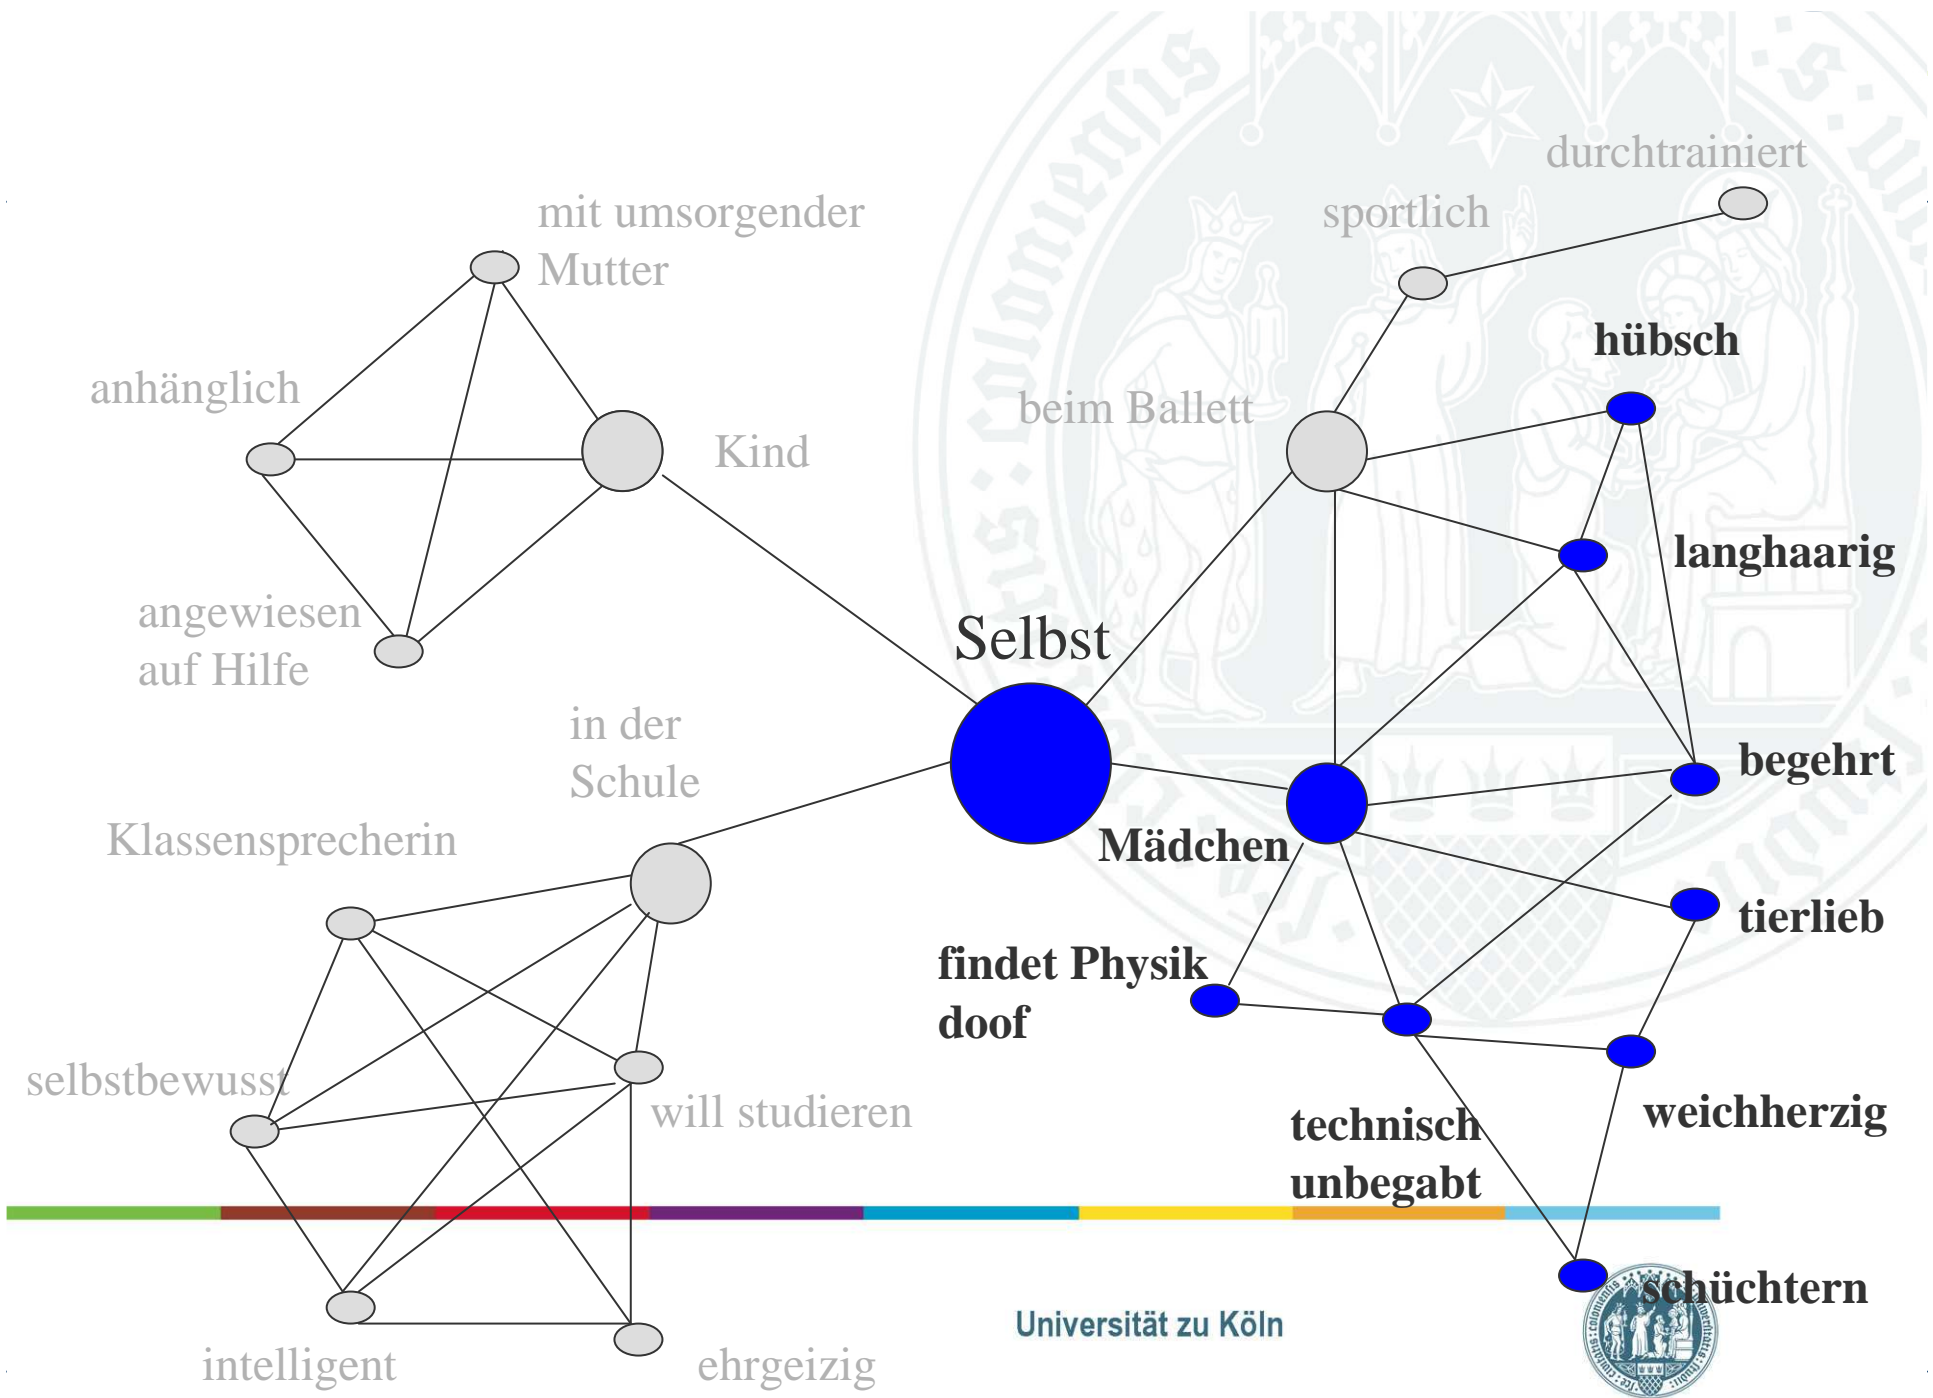 durchtrainiert
mit umsorgender
Mutter
sportlich
hübsch
anhänglich
beim Ballett
Kind
langhaarig
angewiesen
auf Hilfe
Selbst
in der
Schule
begehrt
Klassensprecherin
Mädchen
tierlieb
findet Physik
doof
selbstbewusst
will studieren
technisch
unbegabt
weichherzig
schüchtern
Universität zu Köln
intelligent
ehrgeizig